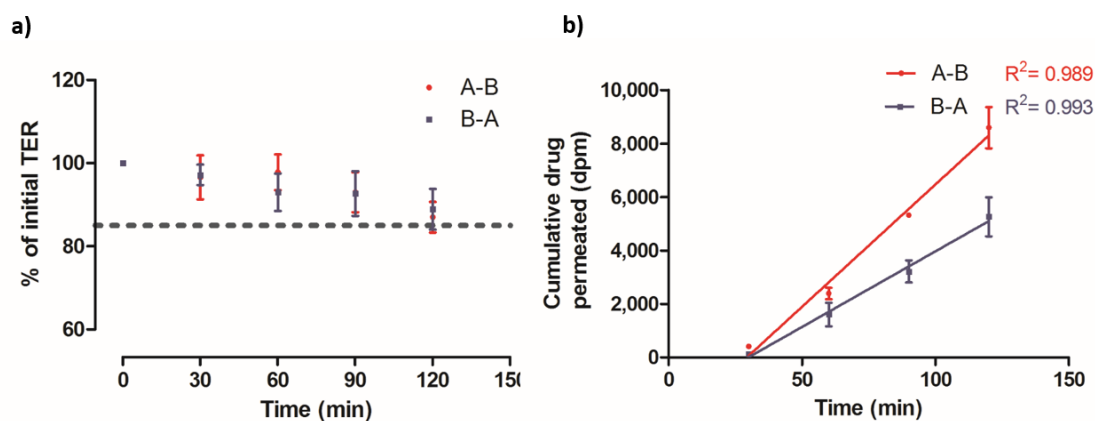 a)
120
100
80
60
% of initial TER
A-B
B-A
0 30 60 90 120 150
Time (min)
b)
A-B R²= 0.989
B-A R²= 0.993
10,000
8,000
6,000
4,000
2,000
0
Cumulative drug
permeated (dpm)
0 50 100 150
Time (min)